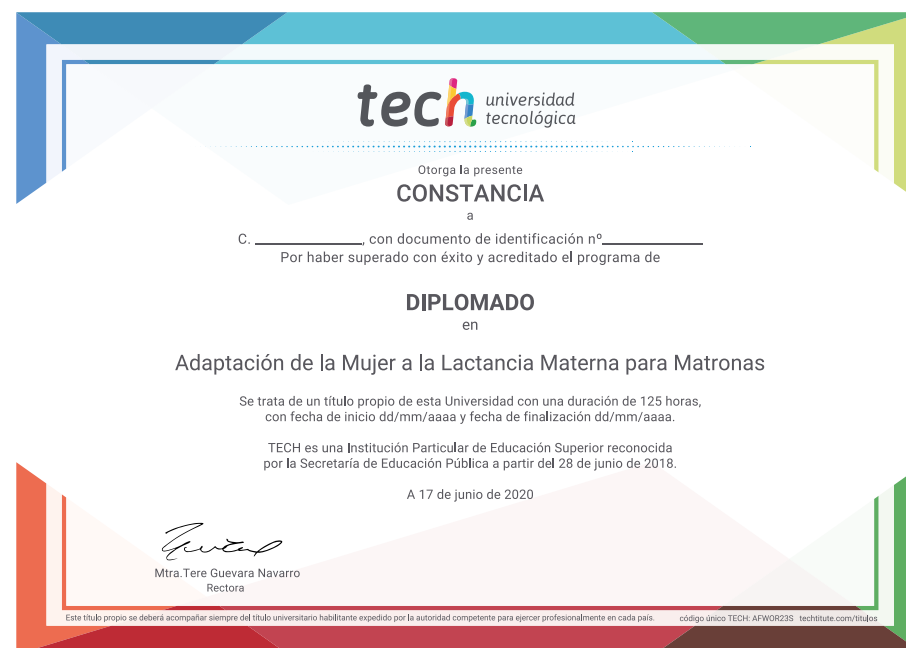 tech universidad
tecnológica
Otorga la presente
CONSTANCIA
a
C. ______________, con documento de identificación nº______________
Por haber superado con éxito y acreditado el programa de
DIPLOMADO
en
Adaptación de la Mujer a la Lactancia Materna para Matronas
Se trata de un título propio de esta Universidad con una duración de 125 horas,
con fecha de inicio dd/mm/aaaa y fecha de finalización dd/mm/aaaa.
TECH es una Institución Particular de Educación Superior reconocida
por la Secretaría de Educación Pública a partir del 28 de junio de 2018.
A 17 de junio de 2020
Mtra.Tere Guevara Navarro
Rectora
Este título propio se deberá acompañar siempre del título universitario habilitante expedido por la autoridad competente para ejercer profesionalmente en cada país. código único TECH: AFWOR23S techtitute.com/titulos